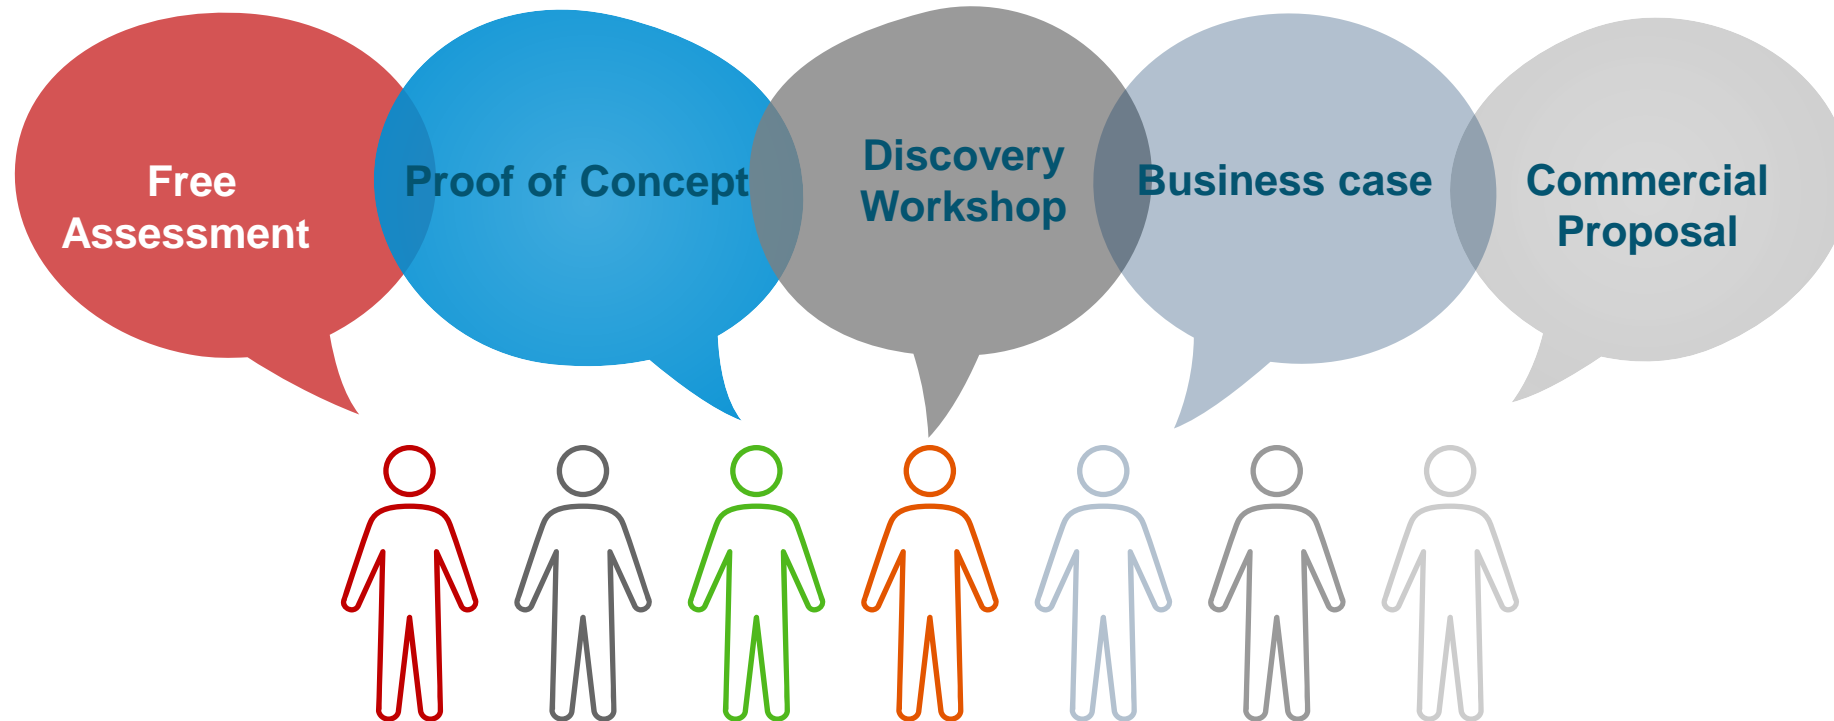 Free
Assessment
Proof of Concept
Discovery
Workshop
Business case
Commercial
Proposal